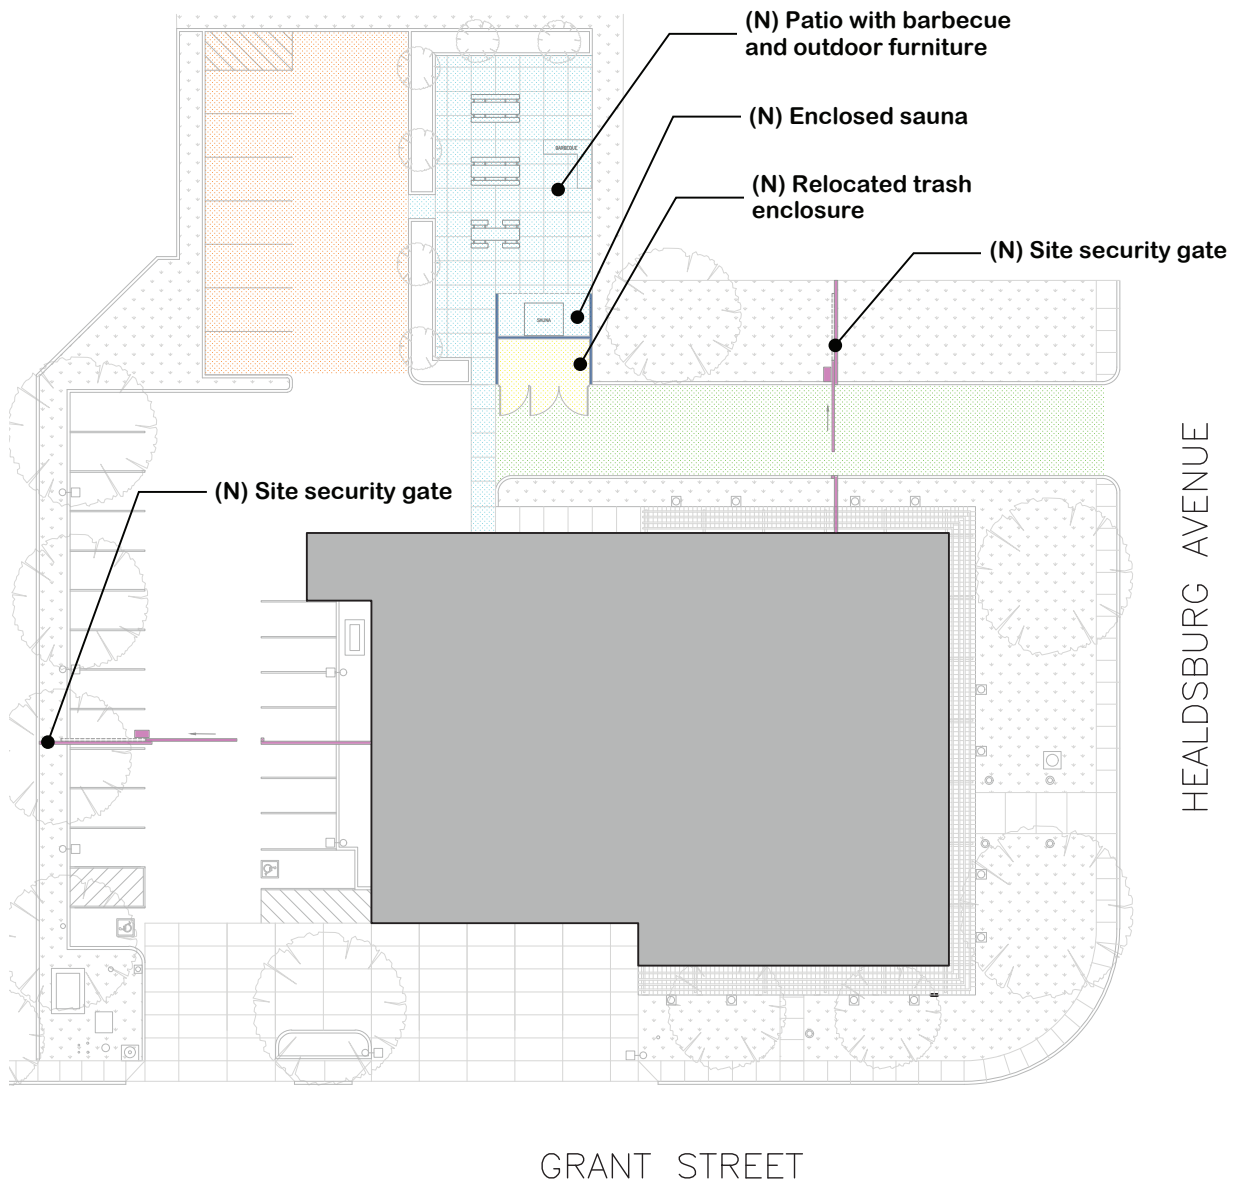 (N) Patio with barbecue
and outdoor furniture
(N) Enclosed sauna
BARBECUE
(N) Relocated trash
enclosure
(N) Site security gate
SAUNA
(N) Site security gate
HEALDSBURG AVENUE
GRANT STREET